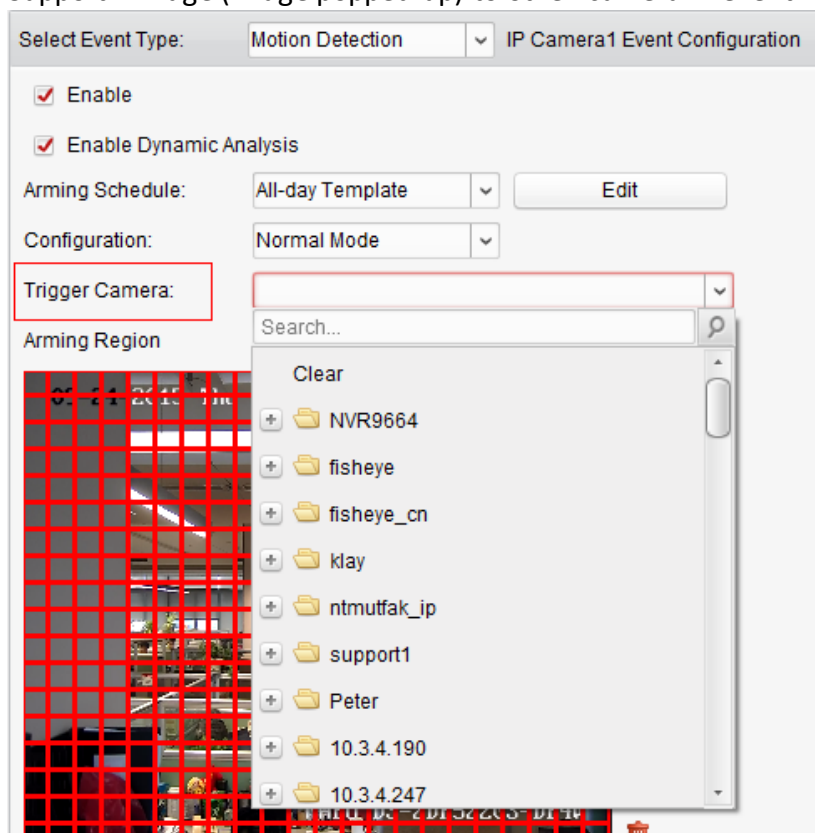 Select Event Type: Motion Detection IP Camera1 Event Configuration
Enable
Enable Dynamic Analysis
Arming Schedule: All-day Template Edit
Configuration: Normal Mode
Trigger Camera:
Search...
Arming Region
Clear
NVR9664
fisheye
fisheye_cn
klay
ntmutfak_ip
support1
Peter
10.3.4.190
10.3.4.247